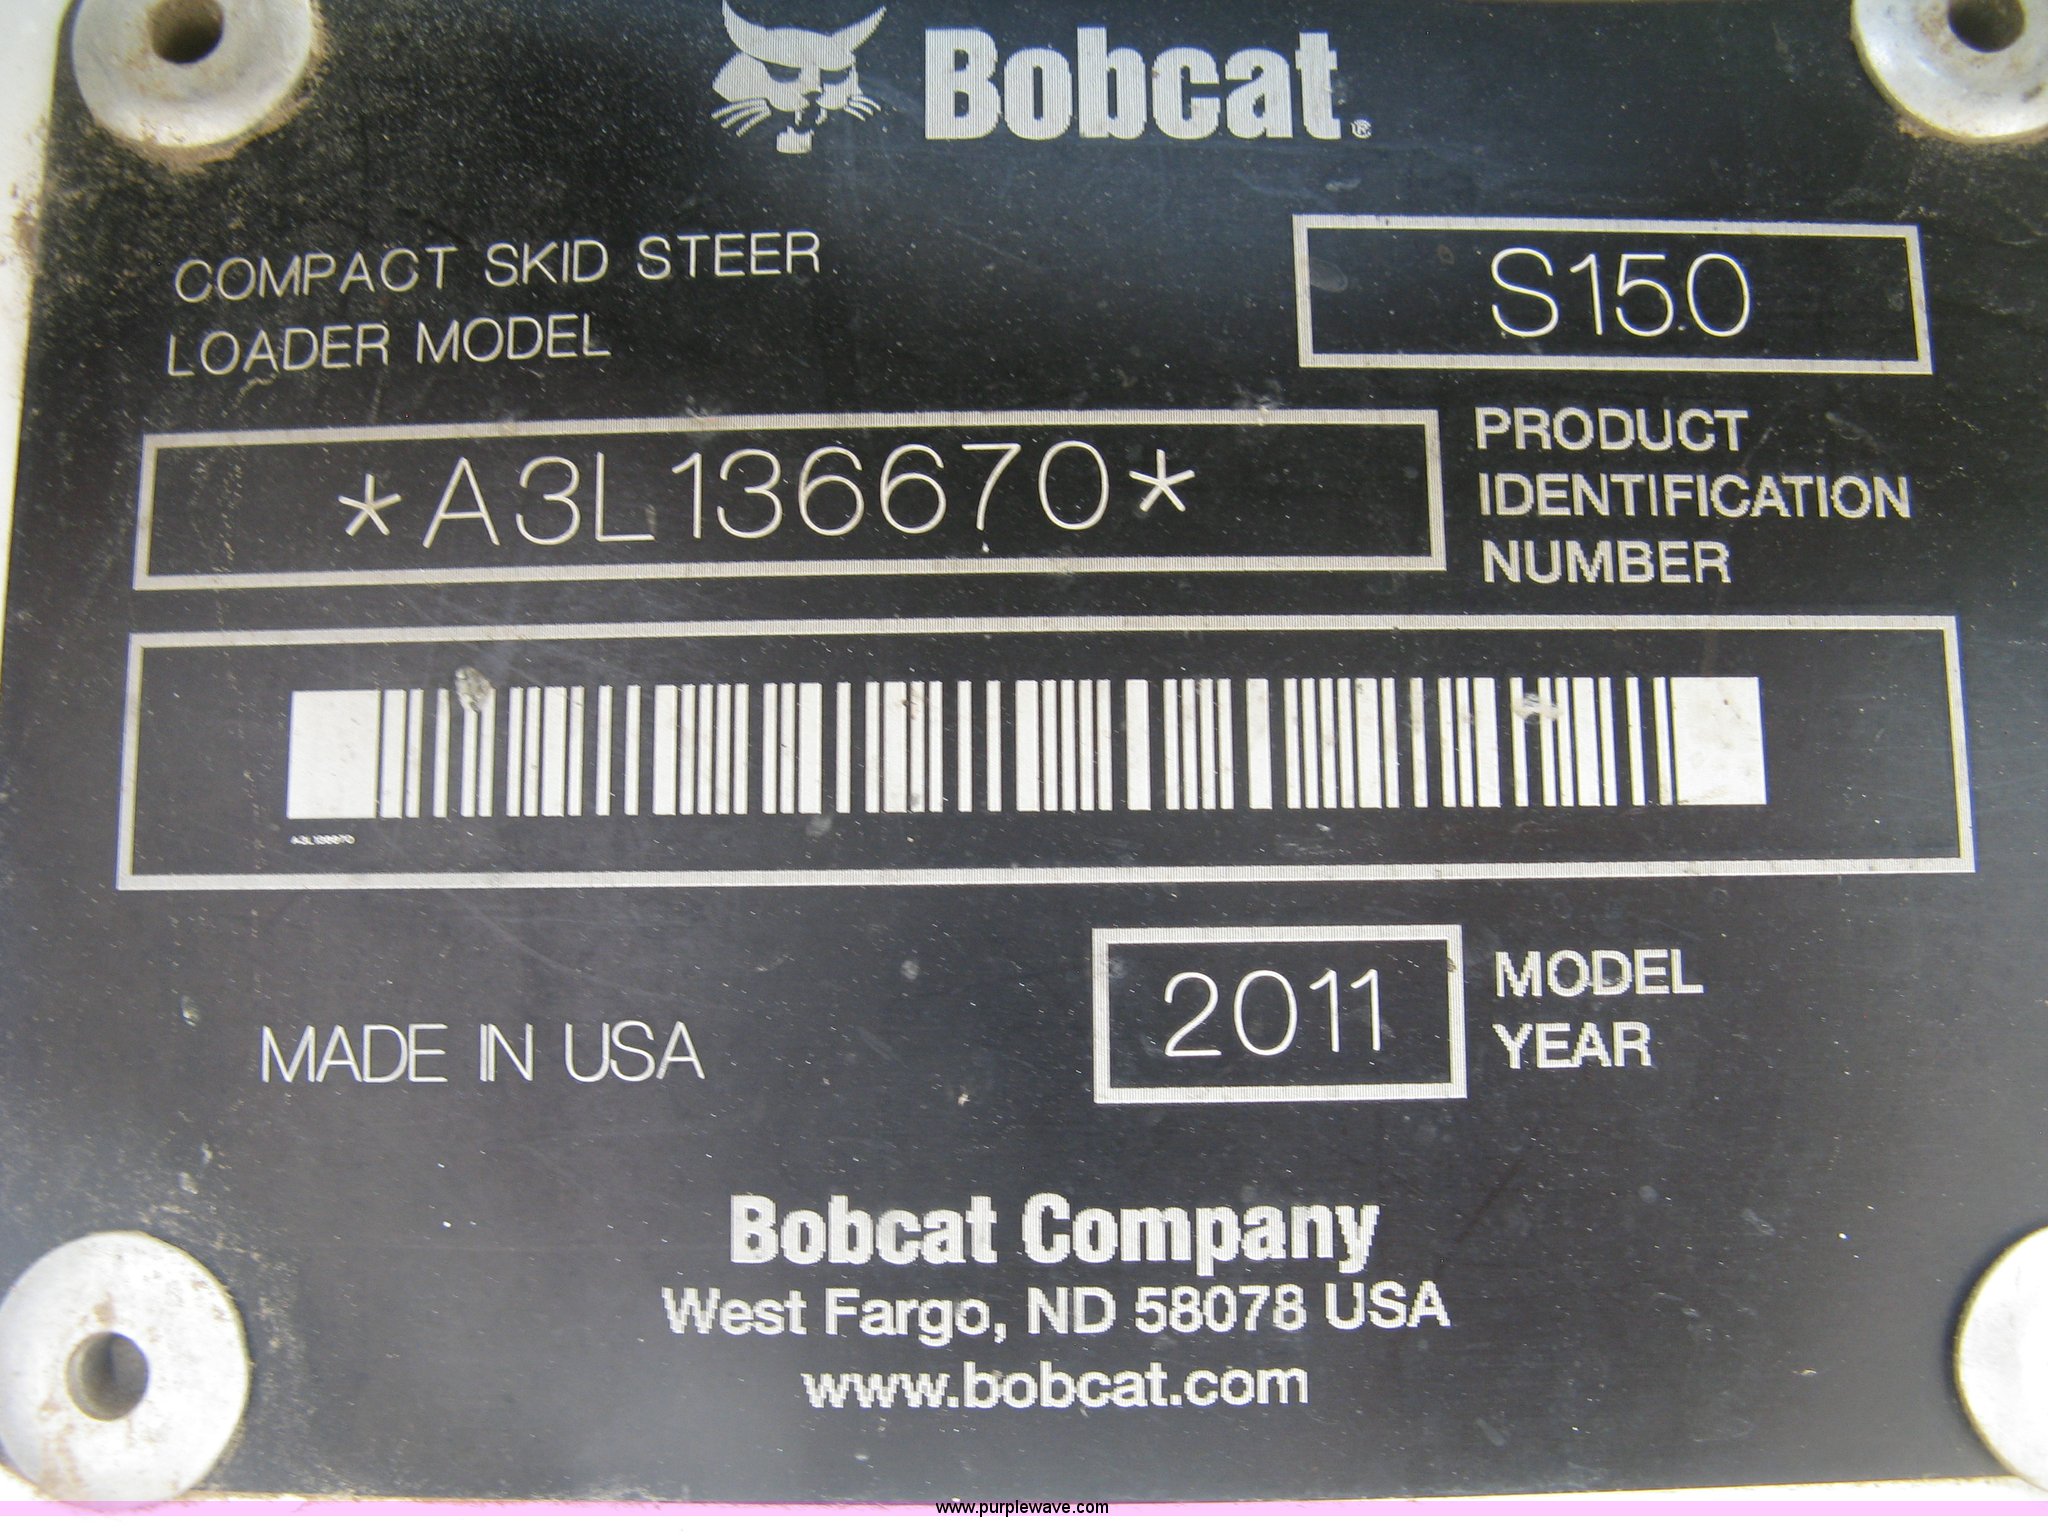 Bobcat®
COMPACT SKID STEER
LOADER MODEL
S150
*A3L136670*
PRODUCT
IDENTIFICATION
NUMBER
A3L136670
MADE IN USA
2011
MODEL
YEAR
Bobcat Company
West Fargo, ND 58078 USA
www.bobcat.com
www.purplewave.com